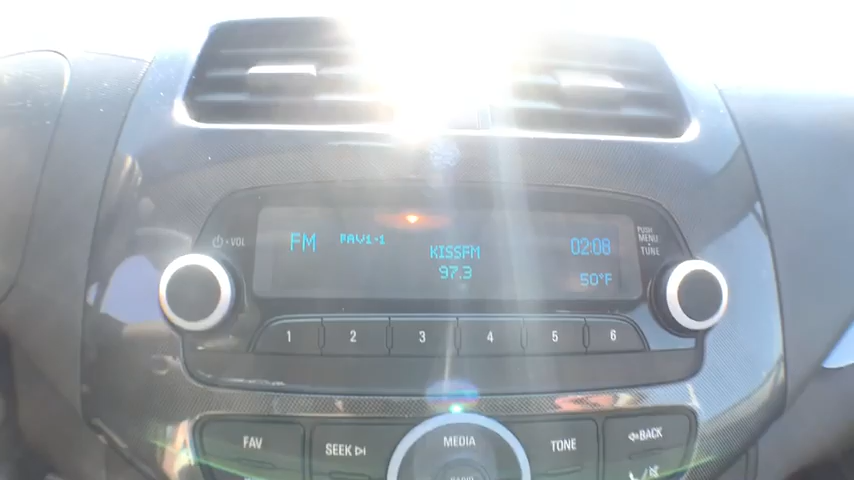 VOL
FM
FAV1-1
KISSFM
97.3
02:08
50°F
PUSH
MENU
TUNE
1
2
3
4
5
6
FAV
SEEK
MEDIA
TONE
BACK